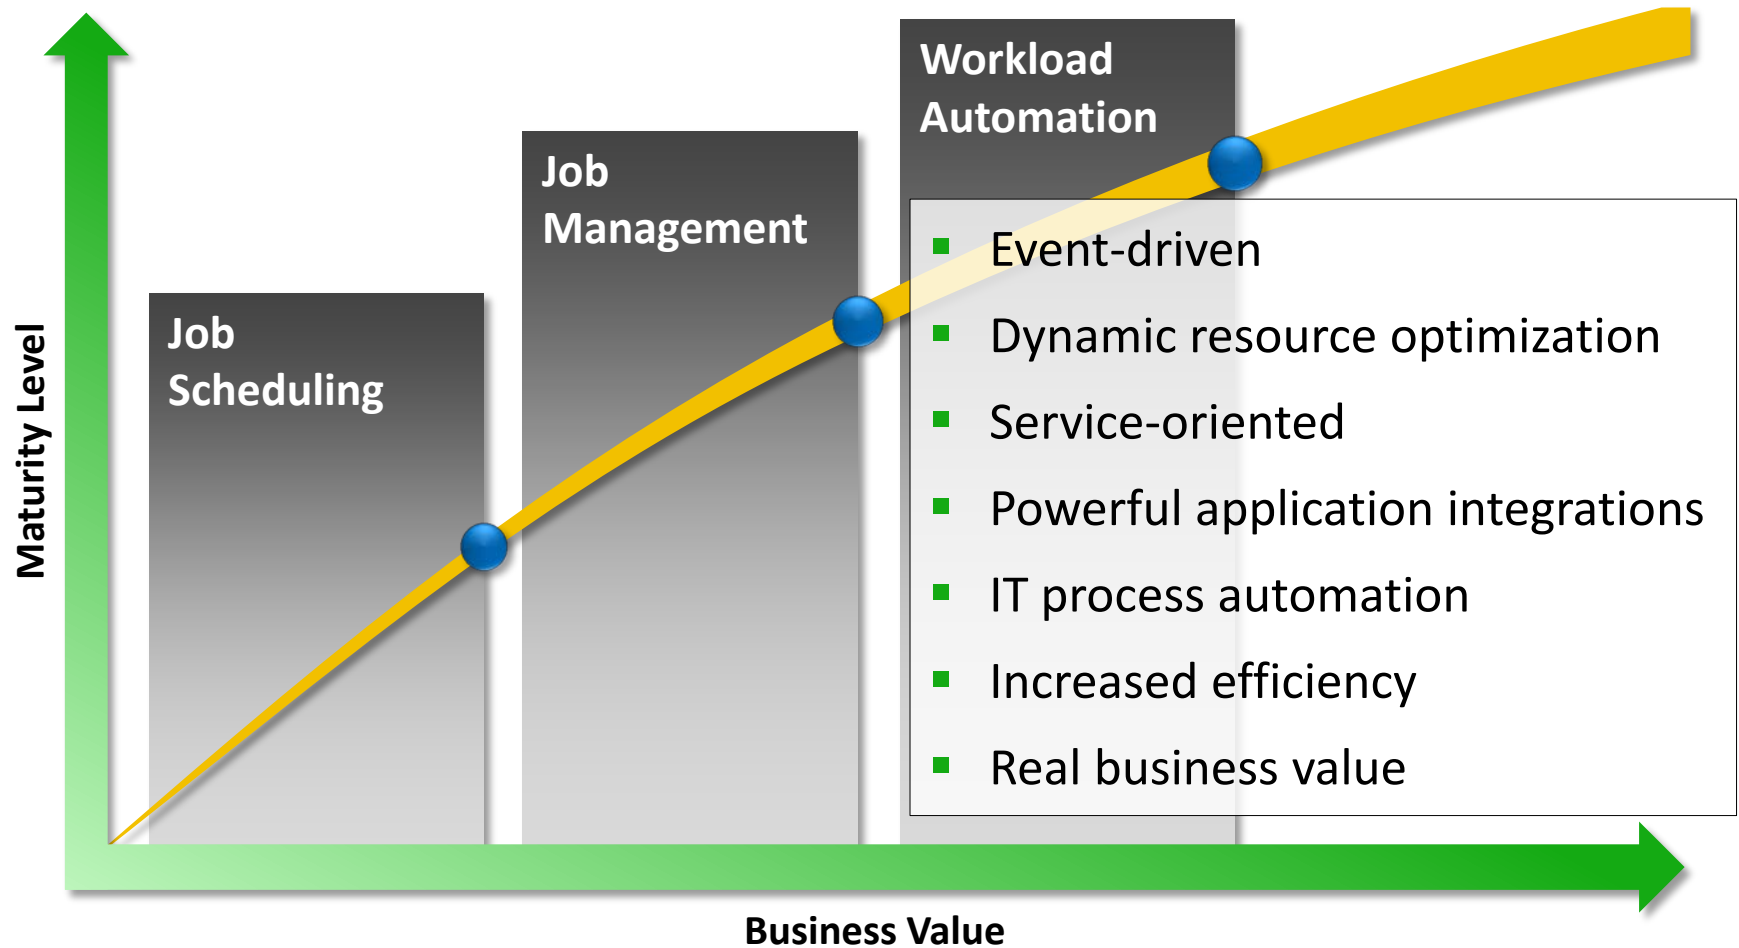 Workload
Automation
Job
Management
Job
Scheduling
Maturity Level
Event-driven
Dynamic resource optimization
Service-oriented
Powerful application integrations
IT process automation
Increased efficiency
Real business value
Business Value